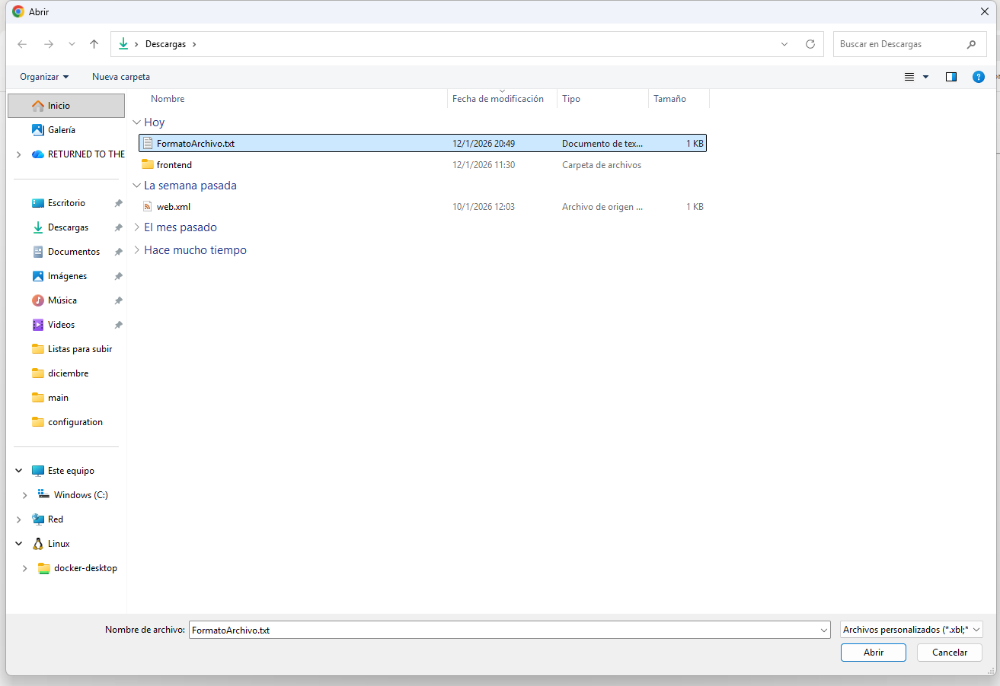 Abrir
Descargas
Buscar en Descargas
Organizar
Nueva carpeta
Nombre
Fecha de modificación
Tipo
Tamaño
Inicio
Galería
RETURNED TO THE
Escritorio
Descargas
Documentos
Imágenes
Música
Videos
Listas para subir
diciembre
main
configuration
Este equipo
Windows (C:)
Red
Linux
docker-desktop
Hoy
FormatoArchivo.txt 12/1/2026 20:49 Documento de tex... 1 KB
frontend 12/1/2026 11:30 Carpeta de archivos
La semana pasada
web.xml 10/1/2026 12:03 Archivo de origen ... 1 KB
El mes pasado
Hace mucho tiempo
Nombre de archivo: FormatoArchivo.txt
Archivos personalizados (*.xbl;*
Abrir
Cancelar